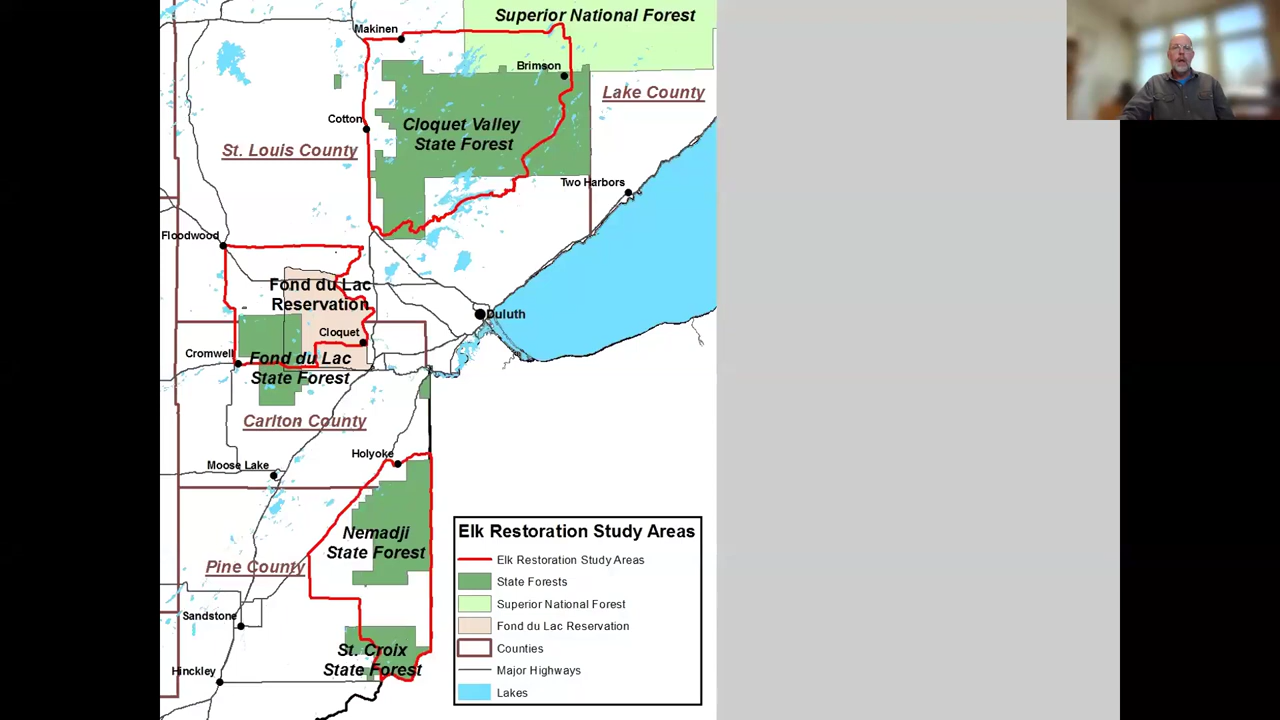 Superior National Forest
Makinen
Brimson
Lake County
Cotton
Cloquet Valley
State Forest
St. Louis County
Two Harbors
Floodwood
Fond du Lac
Reservation
Duluth
Cloquet
Cromwell
Fond du Lac
State Forest
Carlton County
Holyoke
Moose Lake
Nemadji
State Forest
Pine County
Sandstone
St. Croix
State Forest
Hinckley
Elk Restoration Study Areas
Elk Restoration Study Areas
State Forests
Superior National Forest
Fond du Lac Reservation
Counties
Major Highways
Lakes